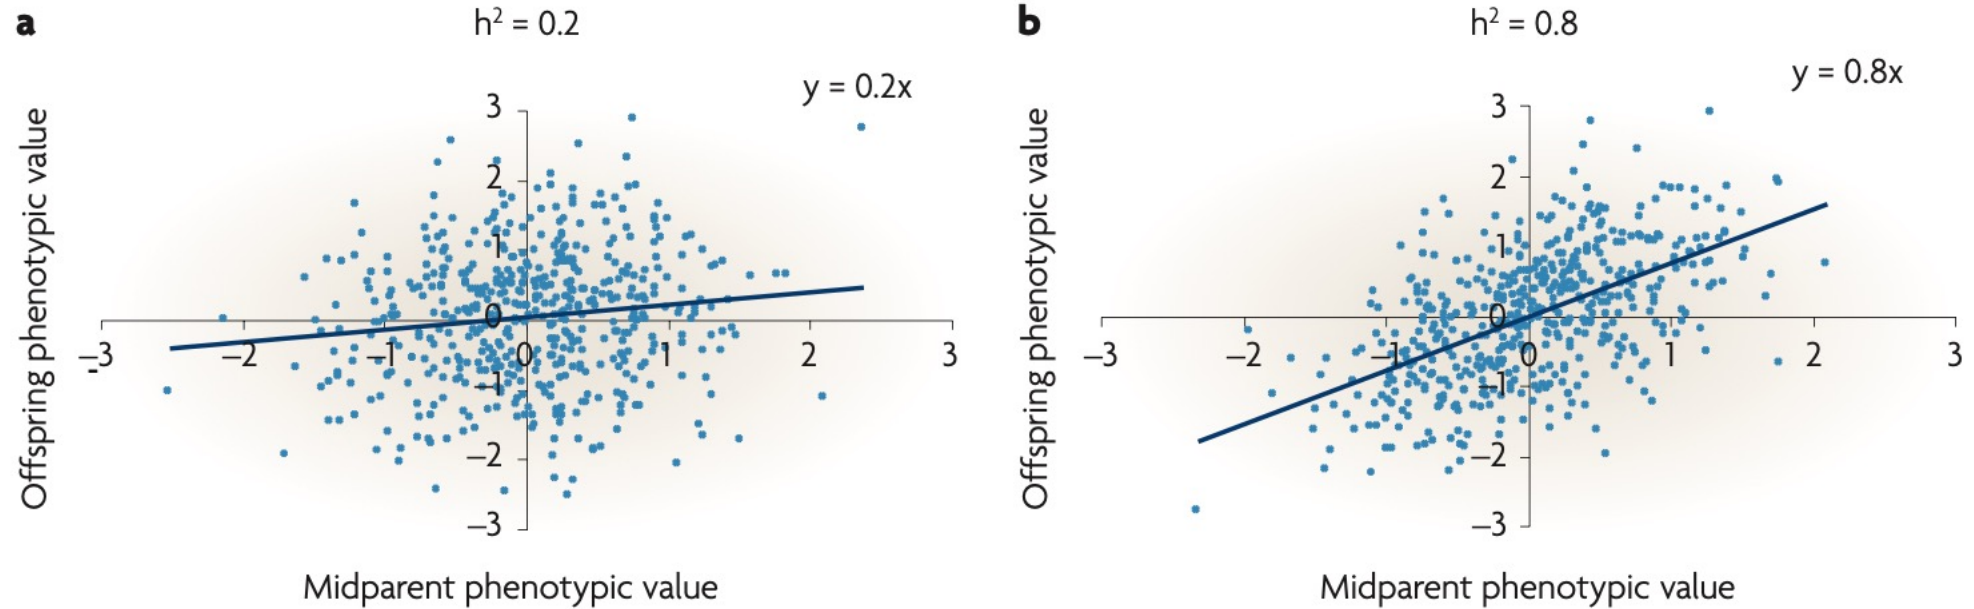 a
h² = 0.2
y = 0.2x
Offspring phenotypic value
3
2
1
0
–1
–2
–3
–3
–2
–1
0
1
2
3
-
Midparent phenotypic value
b
h² = 0.8
y = 0.8x
Offspring phenotypic value
3
2
1
0
–1
–2
–3
–3
–2
–1
0
1
2
3
Midparent phenotypic value